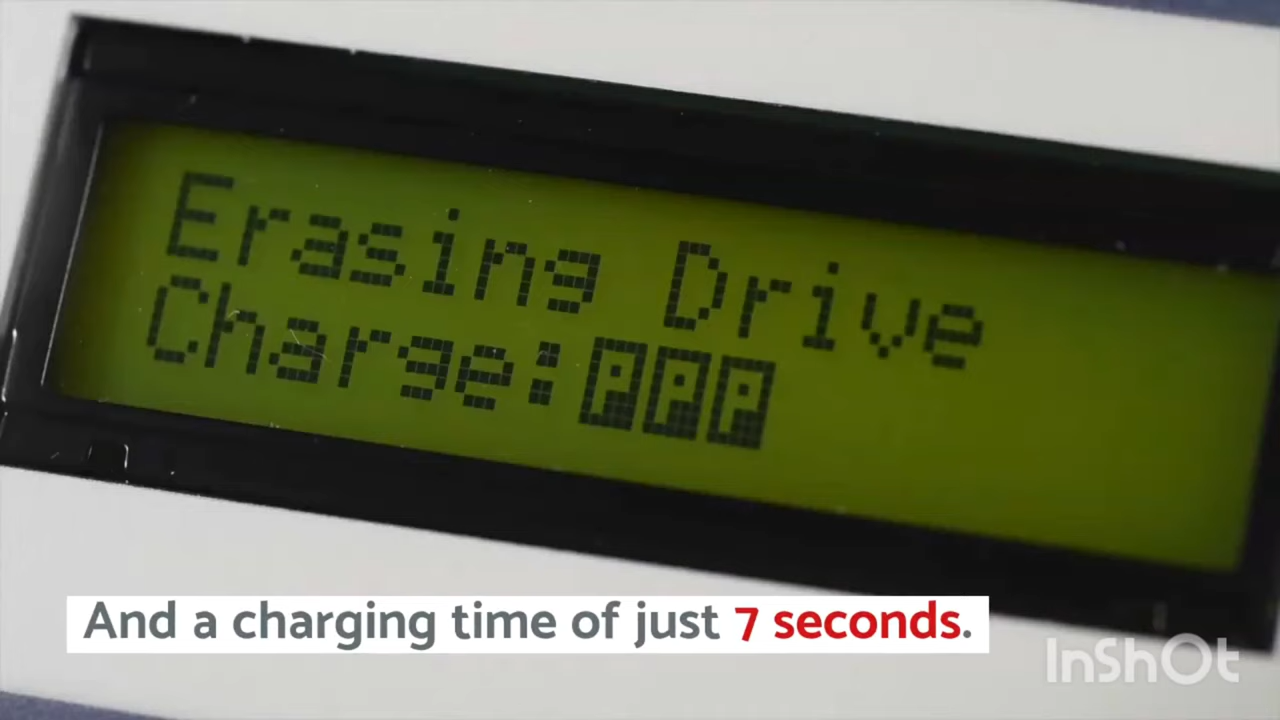 Erasing Drive
Charge:
And a charging time of just 7 seconds.
InShOt